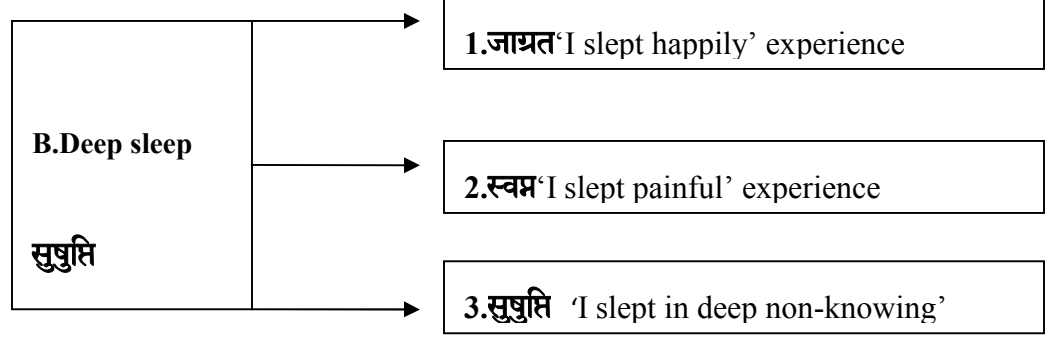 B.Deep sleep
सुषुप्ति
1.जाग्रत‘I slept happily’ experience
2.स्वप्न‘I slept painful’ experience
3.सुषुप्ति ‘I slept in deep non-knowing’